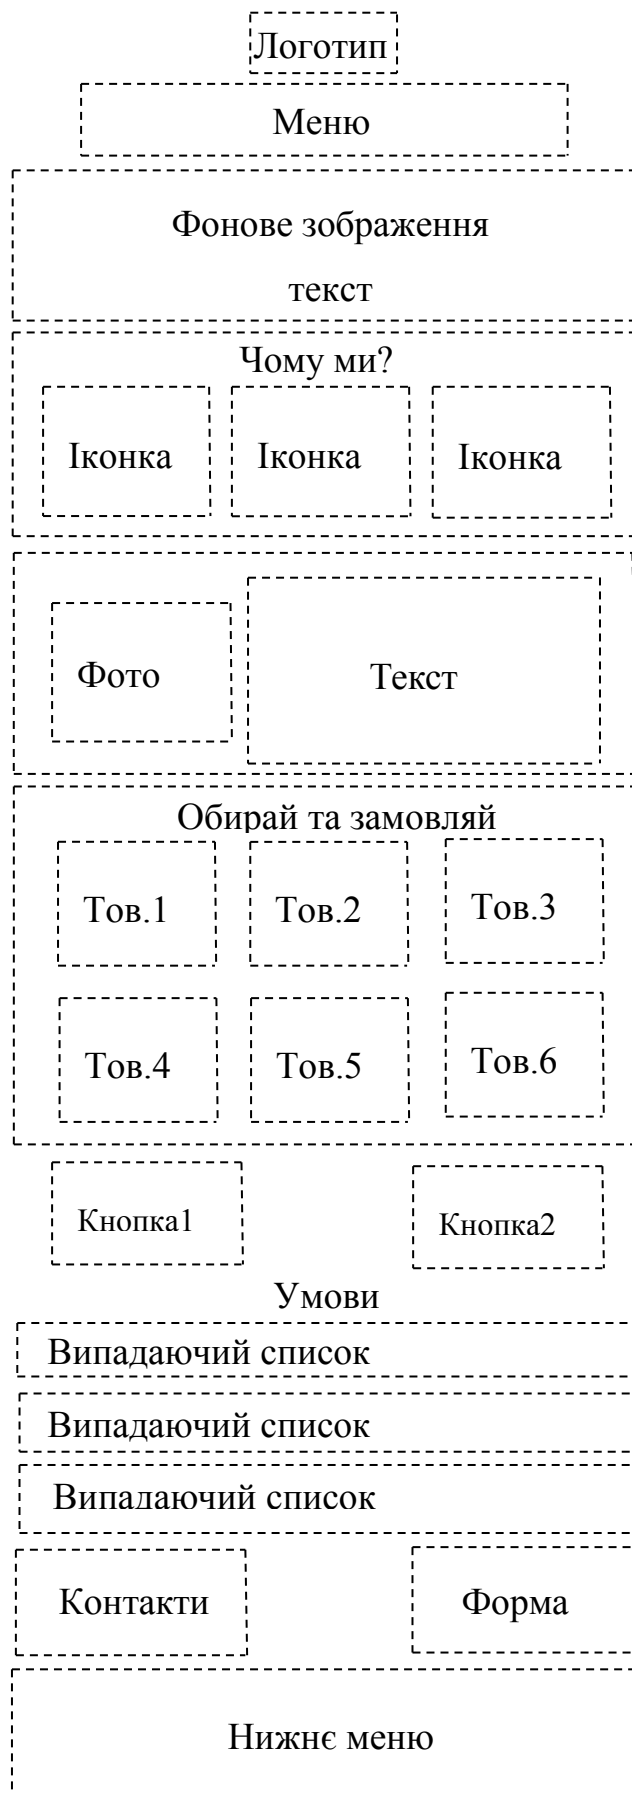 Логотип
Меню
Фонове зображення
текст
Чому ми?
Іконка Іконка Іконка
Фото Текст
Обирай та замовляй
Тов.1 Тов.2 Тов.3
Тов.4 Тов.5 Тов.6
Кнопка1 Кнопка2
Умови
Випадаючий список
Випадаючий список
Випадаючий список
Контакти Форма
Нижнє меню